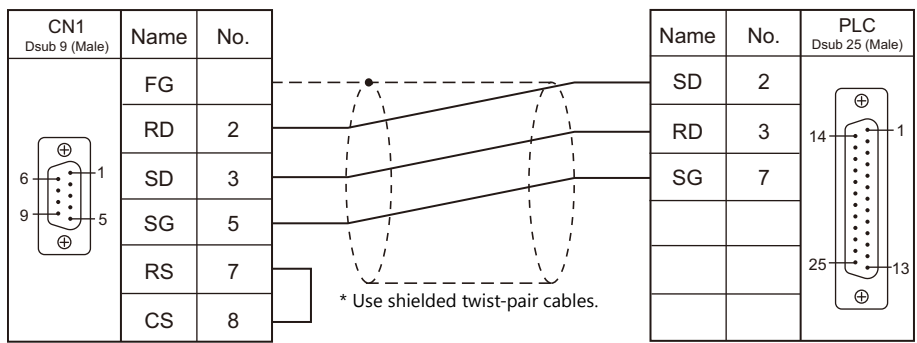 CN1
Dsub 9 (Male)
Name No.
FG
RD 2
SD 3
SG 5
RS 7
CS 8
1
6
9
5
* Use shielded twist-pair cables.
Name No.
SD 2
RD 3
SG 7
PLC
Dsub 25 (Male)
14
1
25
13